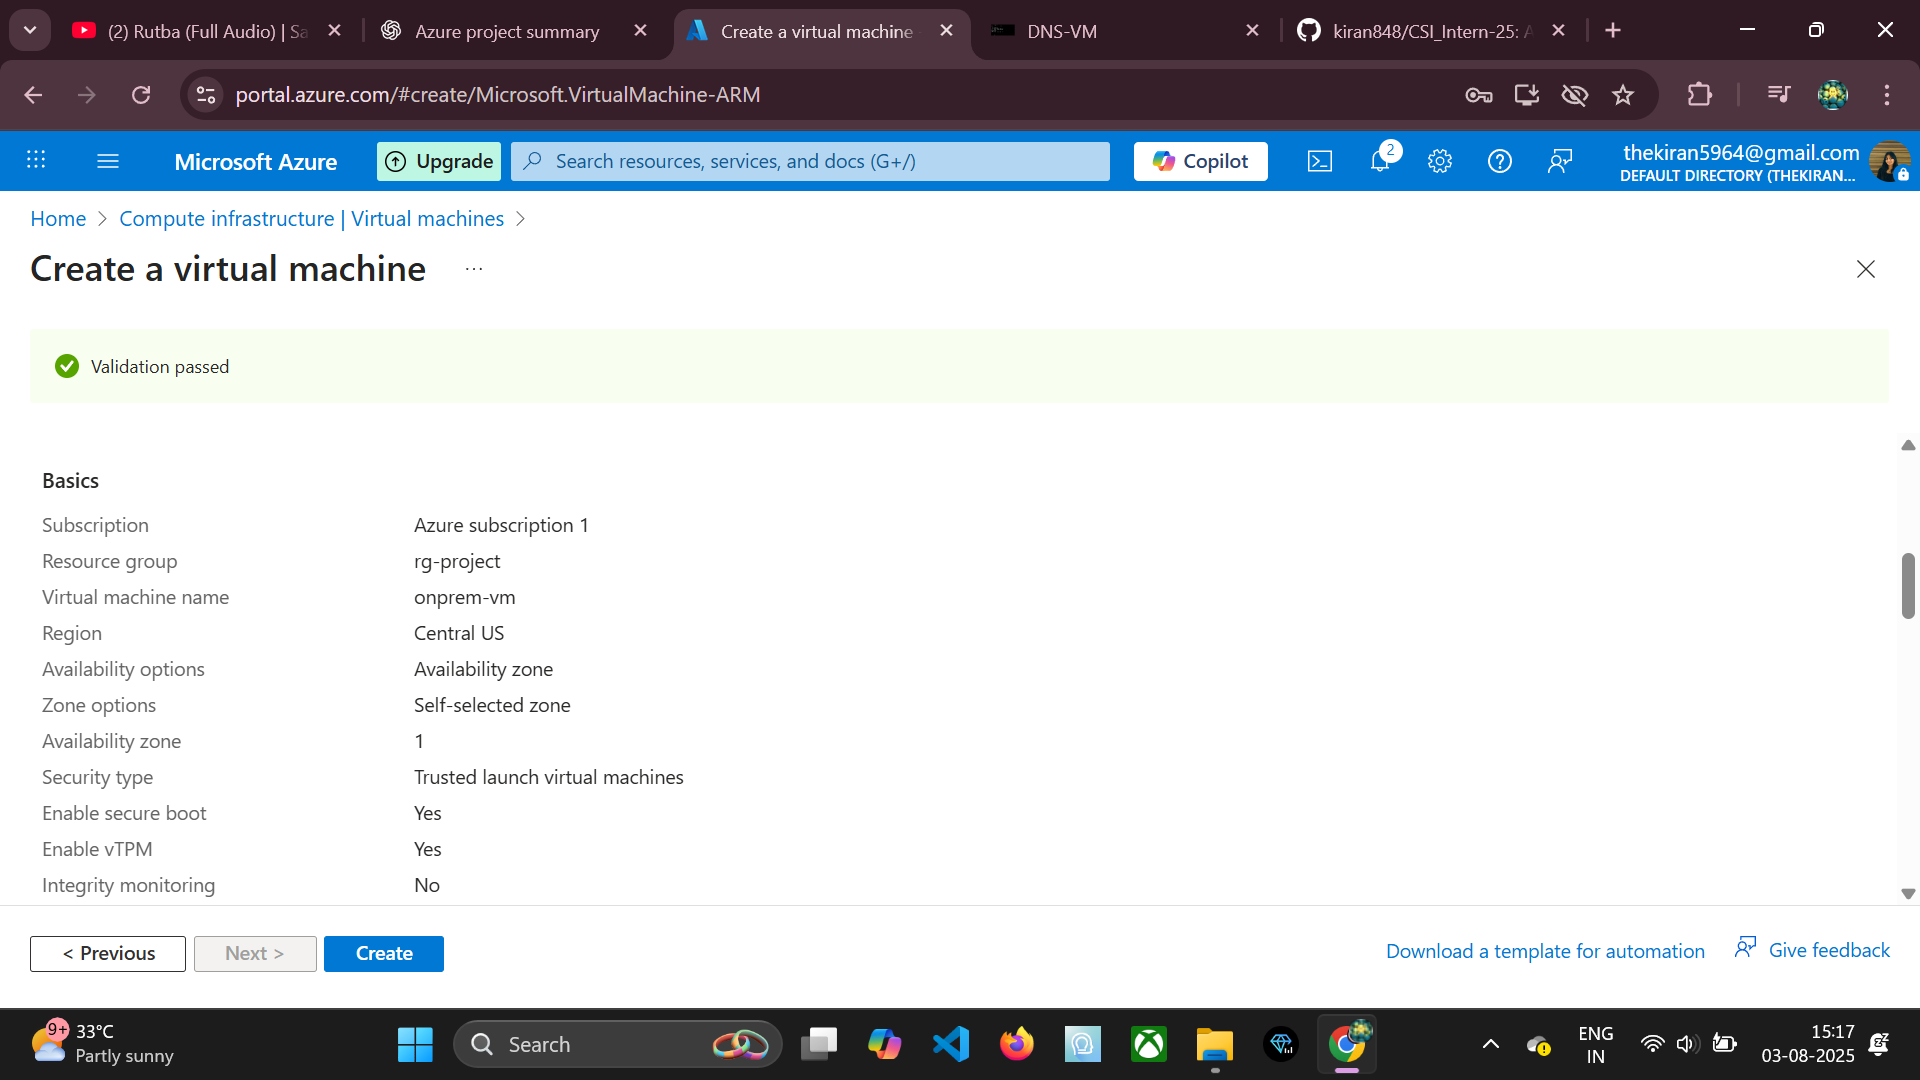 (2) Rutba (Full Audio) | Sa
Azure project summary
Create a virtual machine
DNS-VM
kiran848/CSI_Intern-25: A
portal.azure.com/#create/Microsoft.VirtualMachine-ARM
Microsoft Azure
Upgrade
Search resources, services, and docs (G+/)
Copilot
2
thekiran5964@gmail.com
DEFAULT DIRECTORY (THEKIRAN...
Home > Compute infrastructure | Virtual machines >
Create a virtual machine ...
Validation passed
Basics
Subscription Azure subscription 1
Resource group rg-project
Virtual machine name onprem-vm
Region Central US
Availability options Availability zone
Zone options Self-selected zone
Availability zone 1
Security type Trusted launch virtual machines
Enable secure boot Yes
Enable vTPM Yes
Integrity monitoring No
< Previous
Next >
Create
Download a template for automation
Give feedback
9+
33°C
Partly sunny
Search
ENG
IN
15:17
03-08-2025